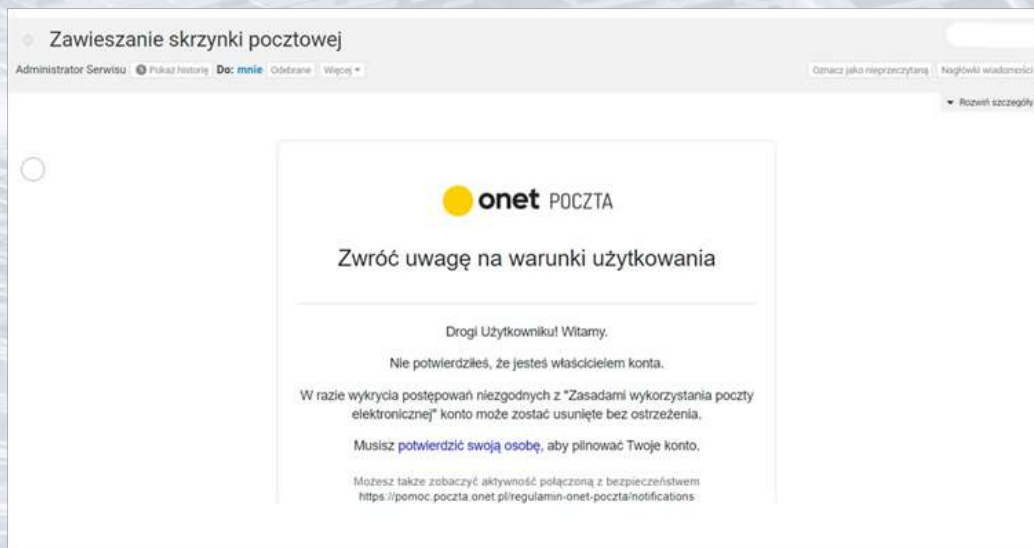 Zawieszanie skrzynki pocztowej
Administrator Serwisu Pokaż historię Do: mnie Odebrane Więcej
Oznacz jako nieprzeczytaną Nagłówki wiadomości
Rozwiń szczegóły
onet POCZTA
Zwróć uwagę na warunki użytkowania
Drogi Użytkowniku! Witamy.
Nie potwierdziłeś, że jesteś właścicielem konta.
W razie wykrycia postępowań niezgodnych z "Zasadami wykorzystania poczty
elektronicznej" konto może zostać usunięte bez ostrzeżenia.
Musisz potwierdzić swoją osobę, aby pilnować Twoje konto.
Możesz także zobaczyć aktywność połączoną z bezpieczeństwem
https://pomoc.poczta.onet.pl/regulamin-onet-poczta/notifications